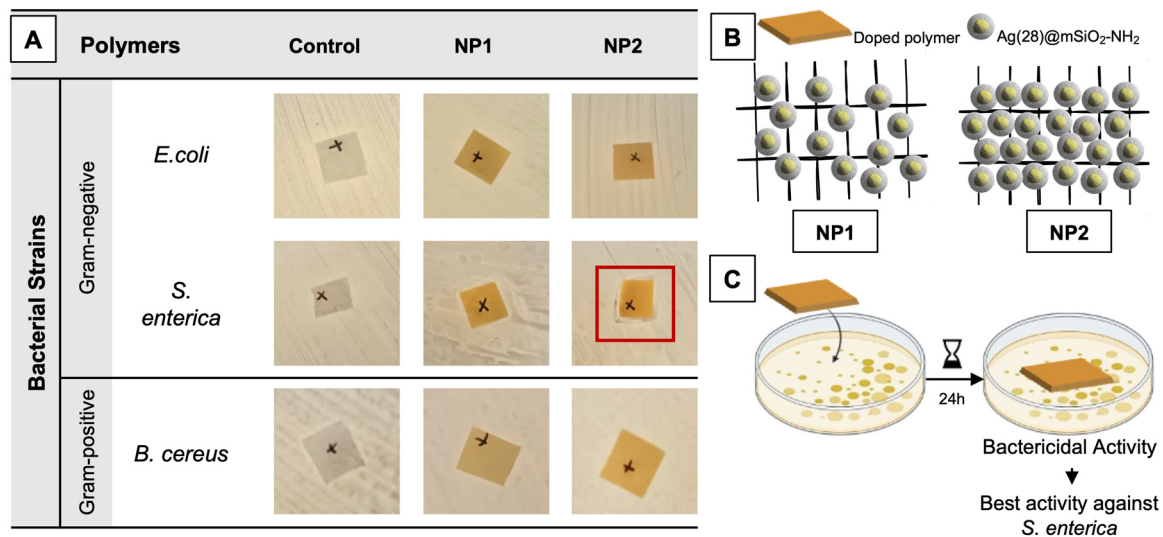 A
Polymers Control NP1 NP2
Bacterial Strains
Gram-negative
E.coli
S.
enterica
Gram-positive
B. cereus
B
Doped polymer
Ag(28)@mSiO₂-NH₂
NP1
NP2
C
24h
Bactericidal Activity
Best activity against
S. enterica